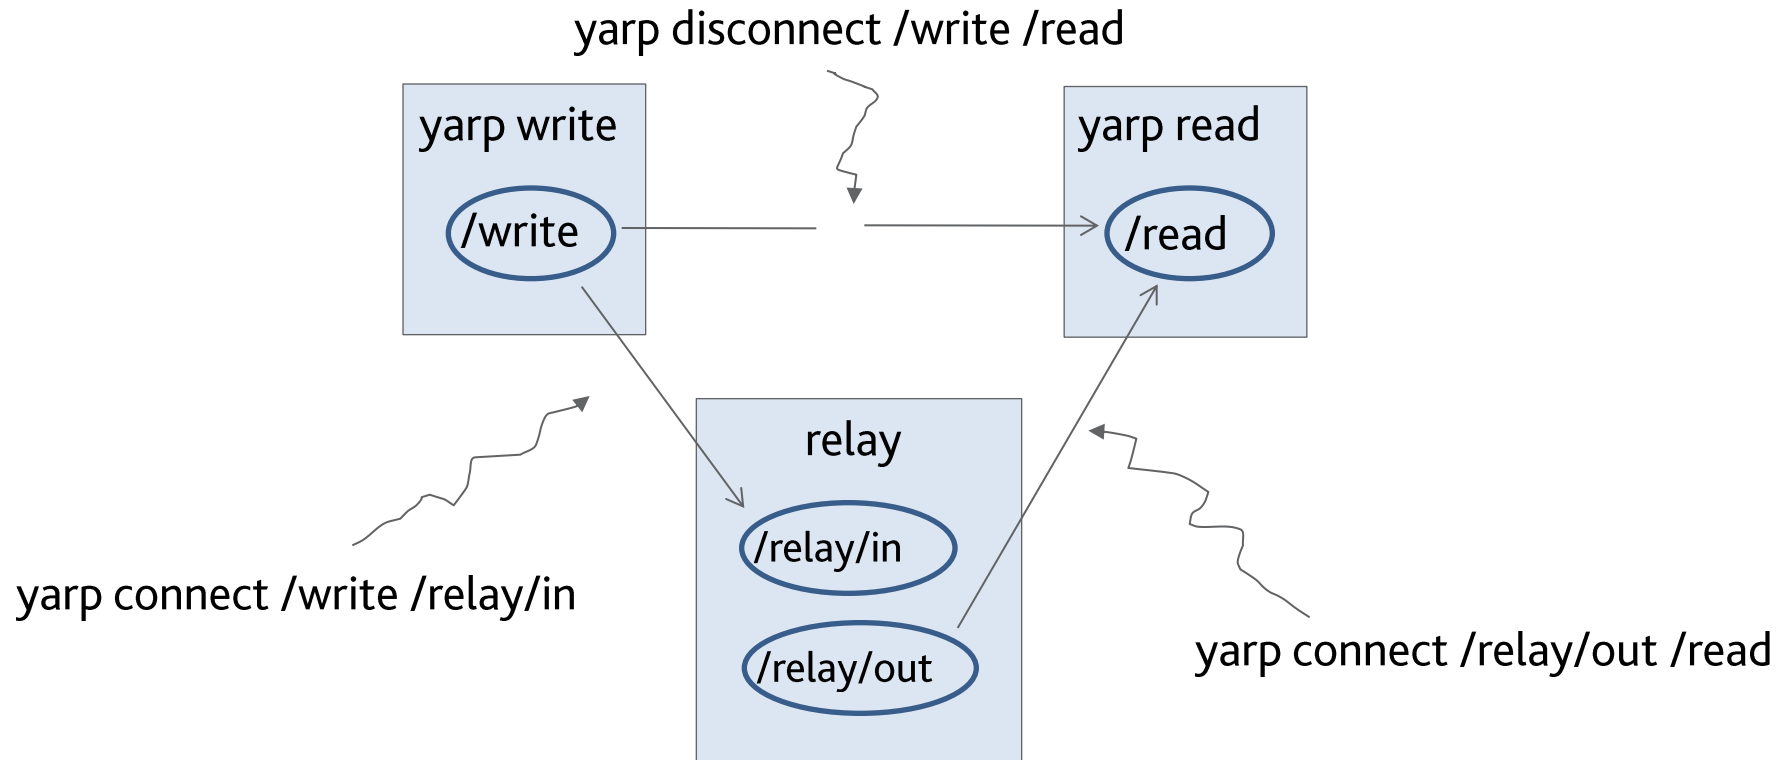 yarp disconnect /write /read
yarp write
yarp read
/write
/read
relay
/relay/in
yarp connect /write /relay/in
/relay/out
yarp connect /relay/out /read